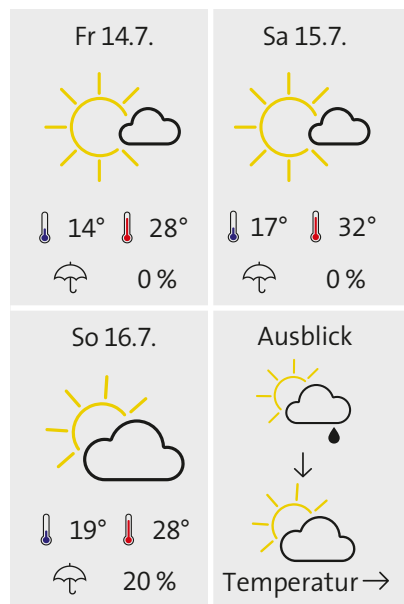 Fr 14.7.
14° 28°
0 %
Sa 15.7.
17° 32°
0 %
So 16.7.
19° 28°
20 %
Ausblick
Temperatur →